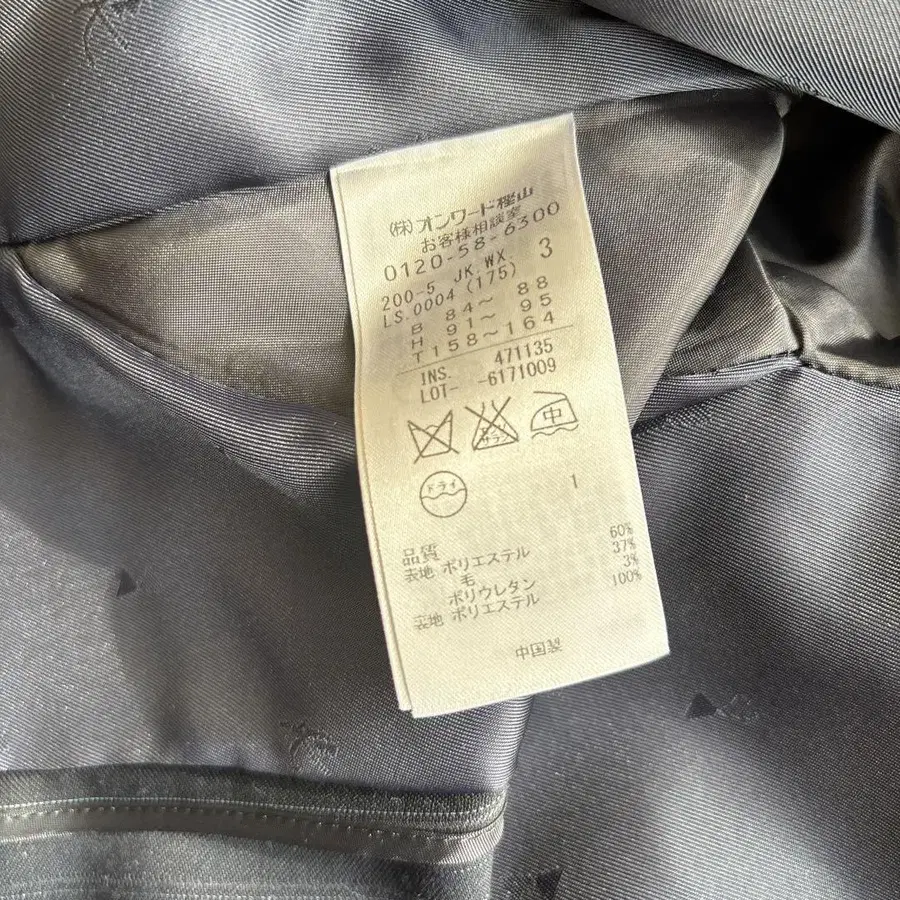 (株)オンワード樫山
お客様相談室
0120-58-6300
200-5 JK.WX. 3
LS.0004 (175)
B 84～ 88
H 91～ 95
T158～164
INS. 471135
LOT- -6171009
サラシ
中
ドライ
1
品質
表地 ポリエステル 60%
毛 37%
ポリウレタン 3%
裏地 ポリエステル 100%
中国製